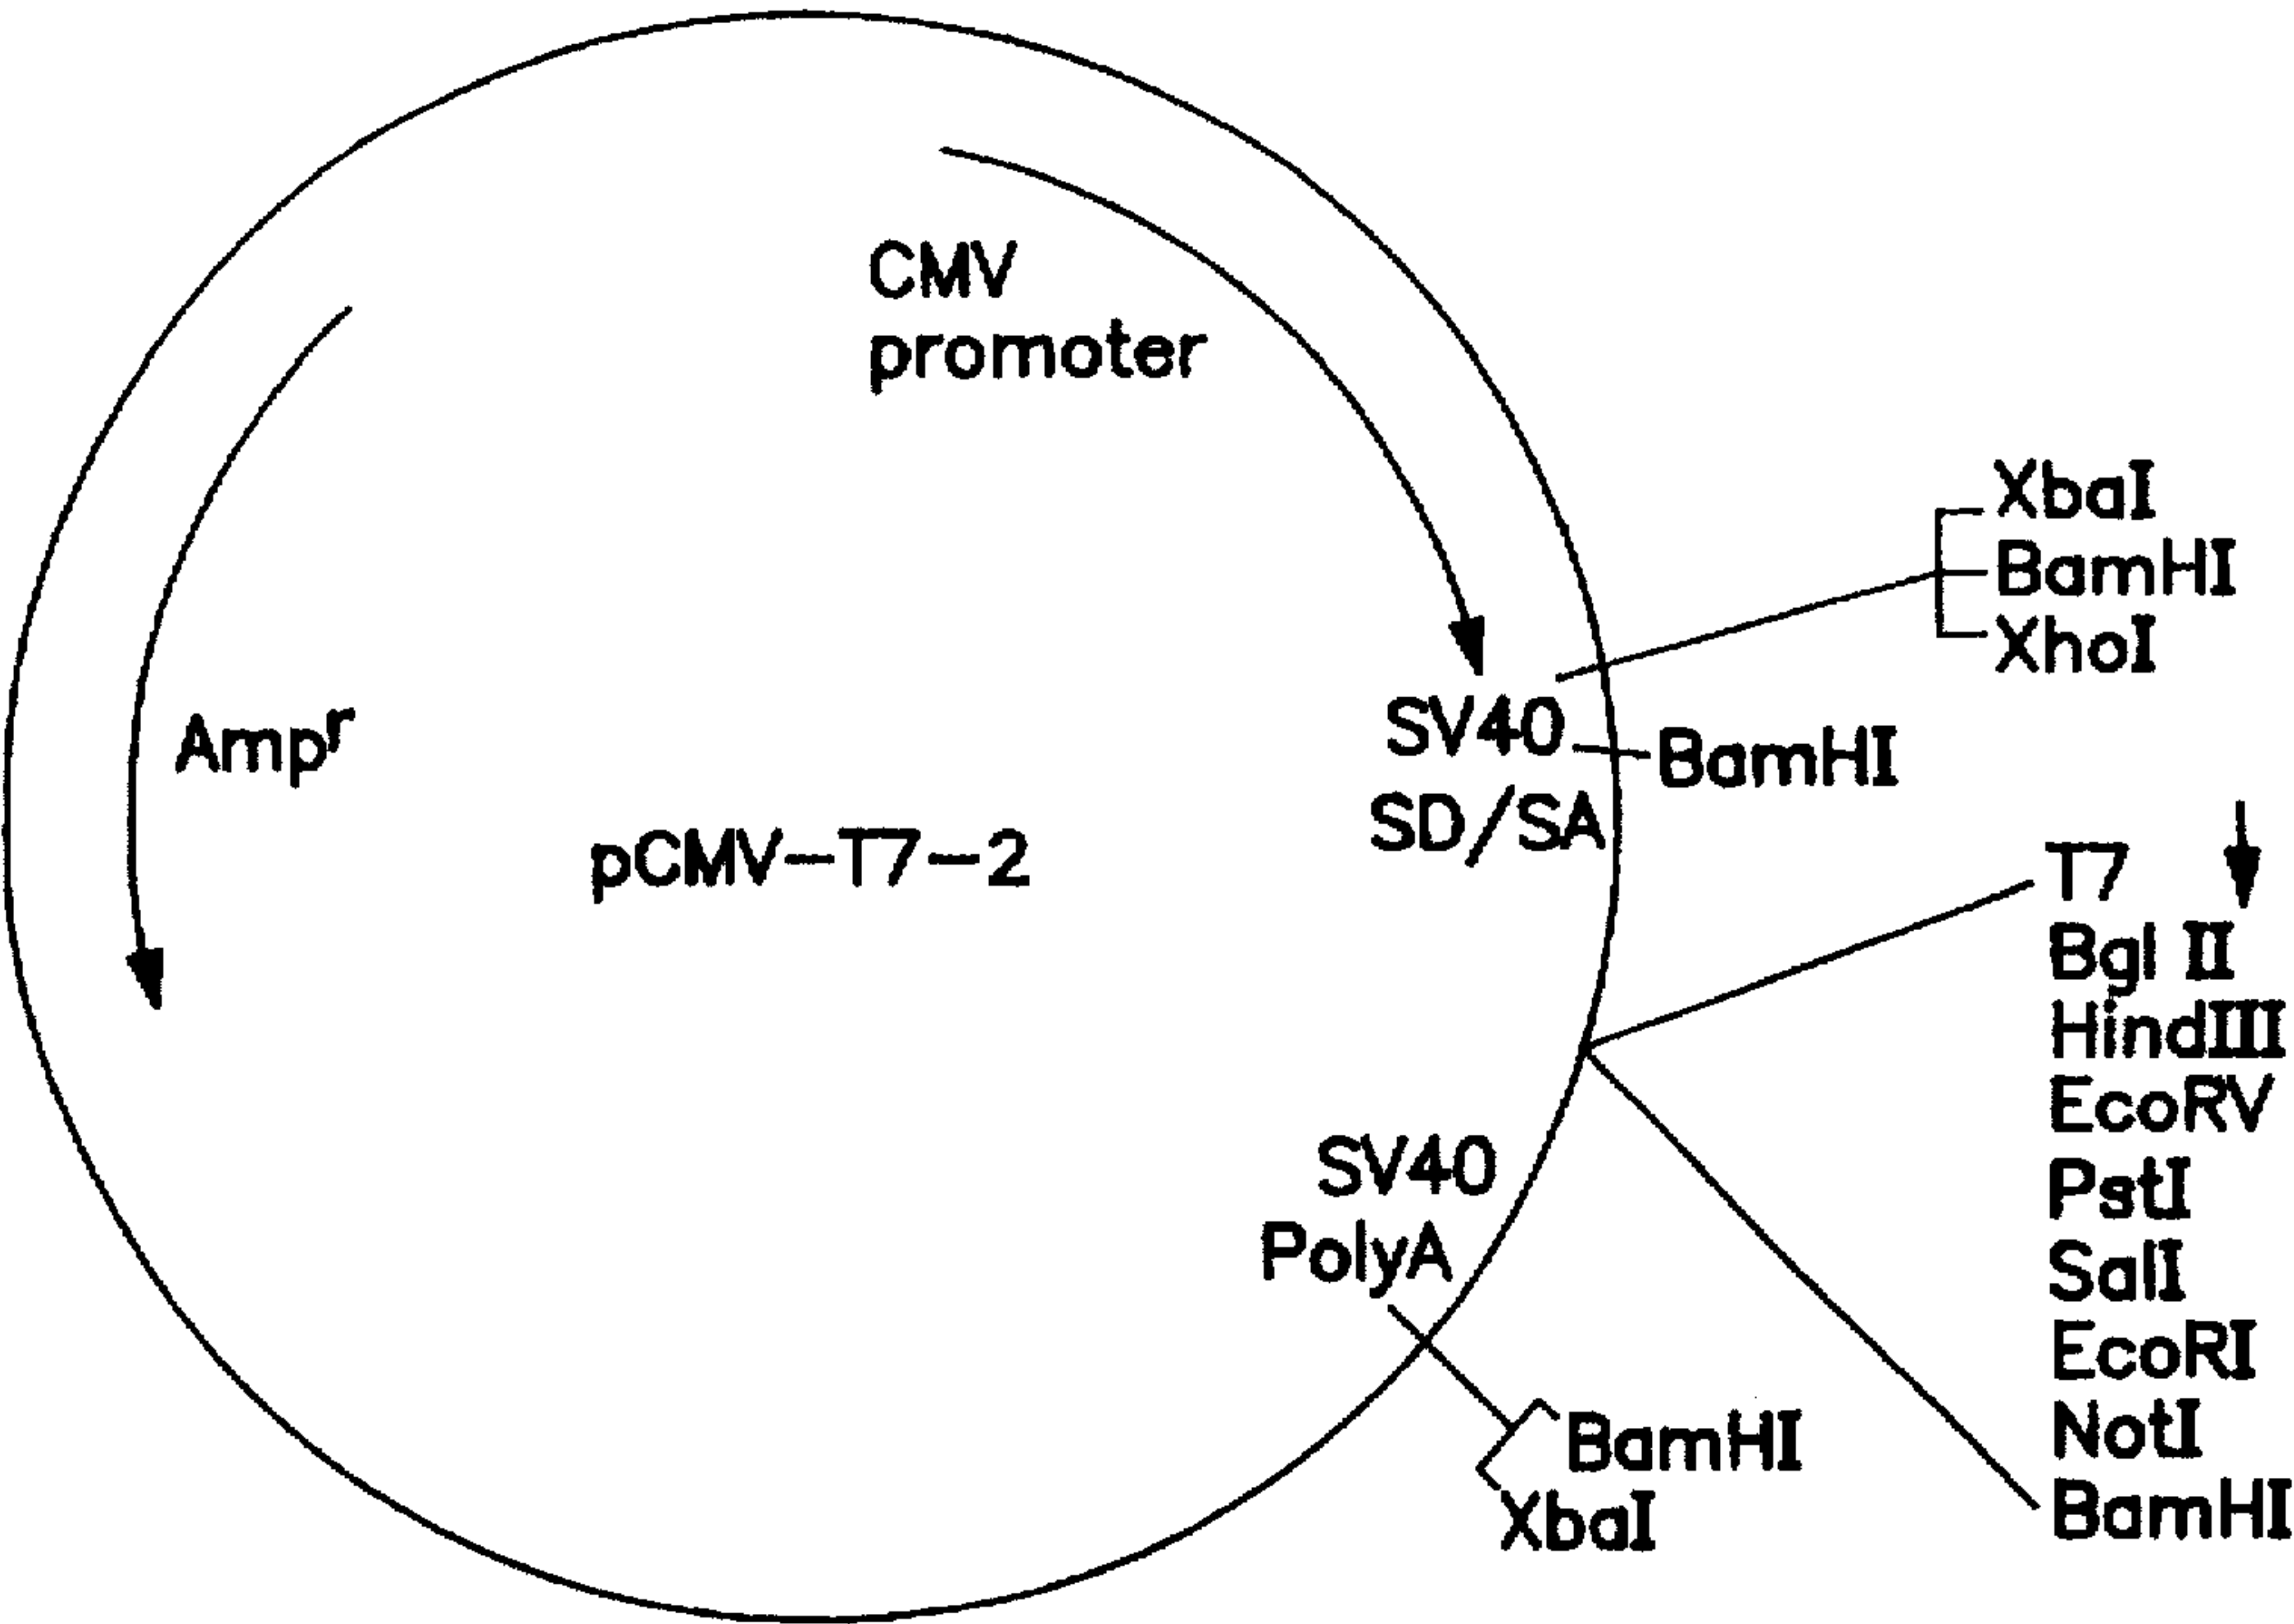 CMV
promoter
XbaI
BamHI
XhoI
Ampʳ
SV40
BamHI
SD/SA
pCMV-T7-2
T7
Bgl II
HindIII
EcoRV
PstI
SalI
EcoRI
NotI
BamHI
SV40
PolyA
BamHI
XbaI